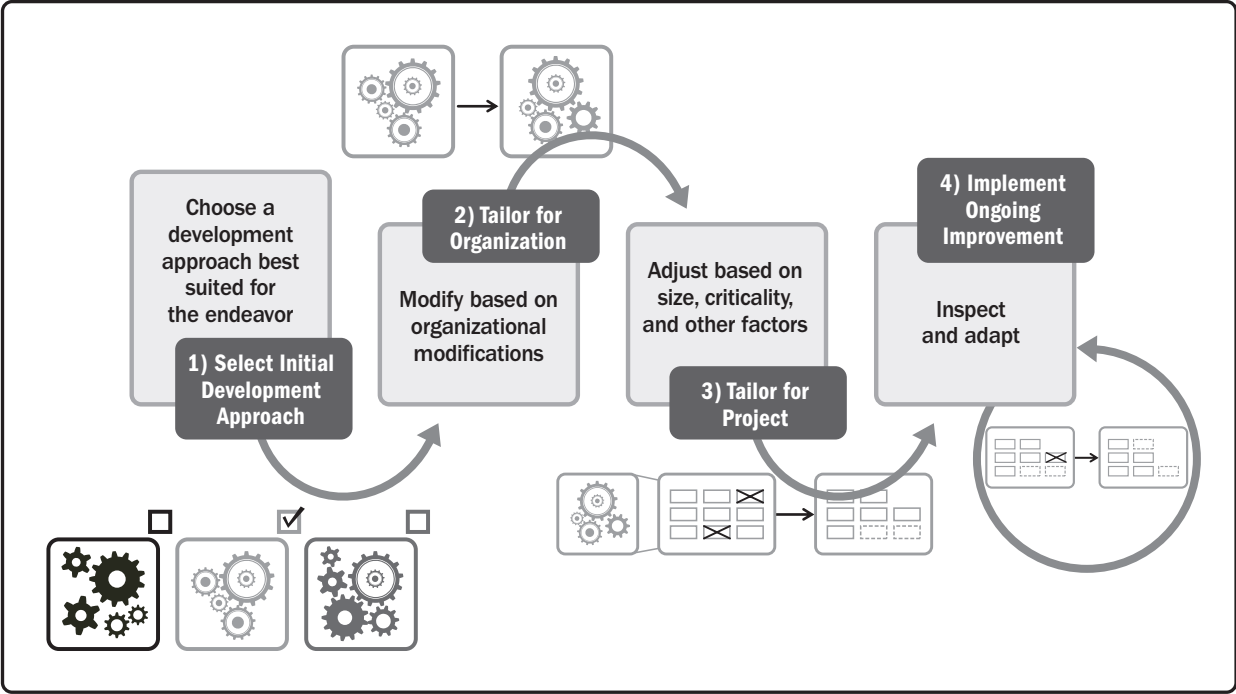 Choose a
development
approach best
suited for
the endeavor
1) Select Initial
Development
Approach
2) Tailor for
Organization
Modify based on
organizational
modifications
Adjust based on
size, criticality,
and other factors
3) Tailor for
Project
4) Implement
Ongoing
Improvement
Inspect
and adapt